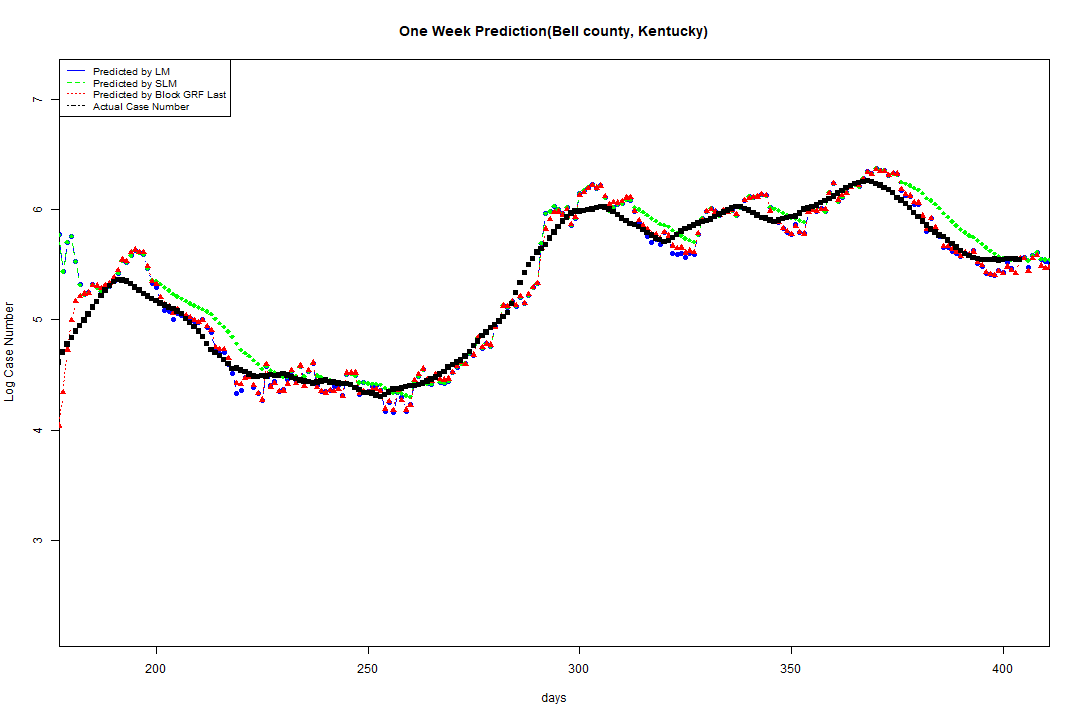 One Week Prediction(Bell county, Kentucky)
Predicted by LM
Predicted by SLM
Predicted by Block GRF Last
Actual Case Number
7
6
5
4
3
Log Case Number
200 250 300 350 400
days